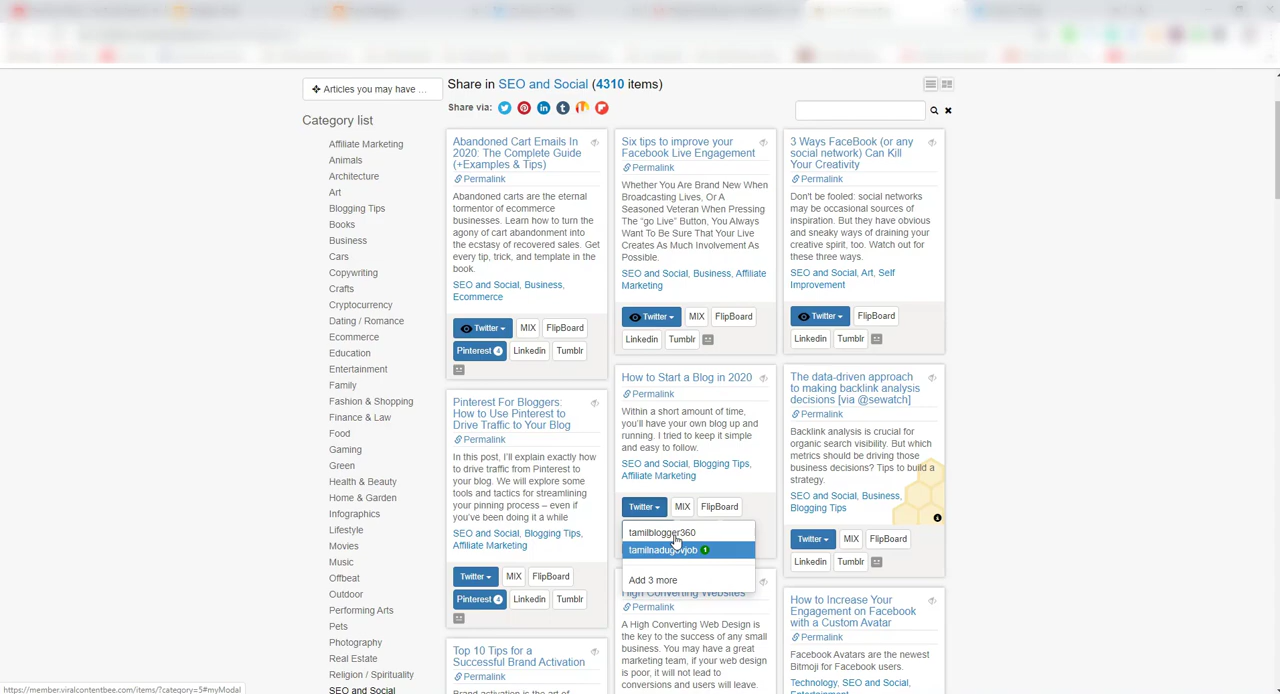 Articles you may have ...
Category list
Affiliate Marketing
Animals
Architecture
Art
Blogging Tips
Books
Business
Cars
Copywriting
Crafts
Cryptocurrency
Dating / Romance
Ecommerce
Education
Entertainment
Family
Fashion & Shopping
Finance & Law
Food
Gaming
Green
Health & Beauty
Home & Garden
Infographics
Lifestyle
Movies
Music
Offbeat
Outdoor
Performing Arts
Pets
Photography
Real Estate
Religion / Spirituality
SEO and Social
Share in SEO and Social (4310 items)
Share via:
Abandoned Cart Emails In
2020: The Complete Guide
(+Examples & Tips)
Permalink
Abandoned carts are the eternal
tormentor of ecommerce
businesses. Learn how to turn the
agony of cart abandonment into
the ecstasy of recovered sales. Get
every tip, trick, and template in the
book.
SEO and Social, Business,
Ecommerce
Twitter MIX FlipBoard
Pinterest 4 Linkedin Tumblr
Pinterest For Bloggers:
How to Use Pinterest to
Drive Traffic to Your Blog
Permalink
In this post, I'll explain exactly how
to drive traffic from Pinterest to
your blog. We will explore some
tools and tactics for streamlining
your pinning process – even if
you've been doing it a while
SEO and Social, Blogging Tips,
Affiliate Marketing
Twitter MIX FlipBoard
Pinterest 4 Linkedin Tumblr
Top 10 Tips for a
Successful Brand Activation
Permalink
Brand activation is the art of
Six tips to improve your
Facebook Live Engagement
Permalink
Whether You Are Brand New When
Broadcasting Lives, Or A
Seasoned Veteran When Pressing
The "go Live" Button, You Always
Want To Be Sure That Your Live
Creates As Much Involvement As
Possible.
SEO and Social, Business, Affiliate
Marketing
Twitter MIX FlipBoard
Linkedin Tumblr
How to Start a Blog in 2020
Permalink
Within a short amount of time,
you'll have your own blog up and
running. I tried to keep it simple
and easy to follow.
SEO and Social, Blogging Tips,
Affiliate Marketing
Twitter MIX FlipBoard
tamilblogger360
tamilnadugovjob 1
Add 3 more
High Converting Websites
Permalink
A High Converting Web Design is
the key to the success of any small
business. You may have a great
marketing team, if your web design
is poor, it will not lead to
conversions and users will leave.
3 Ways FaceBook (or any
social network) Can Kill
Your Creativity
Permalink
Don't be fooled: social networks
may be occasional sources of
inspiration. But they have obvious
and sneaky ways of draining your
creative spirit, too. Watch out for
these three ways.
SEO and Social, Art, Self
Improvement
Twitter FlipBoard
Linkedin Tumblr
The data-driven approach
to making backlink analysis
decisions [via @sewatch]
Permalink
Backlink analysis is crucial for
organic search visibility. But which
metrics should be driving those
business decisions? Tips to build a
strategy.
SEO and Social, Business,
Blogging Tips
Twitter MIX FlipBoard
Linkedin Tumblr
How to Increase Your
Engagement on Facebook
with a Custom Avatar
Permalink
Facebook Avatars are the newest
Bitmoji for Facebook users.
Technology, SEO and Social,
Entertainment
https://member.viralcontentbee.com/items/?category=5#myModal